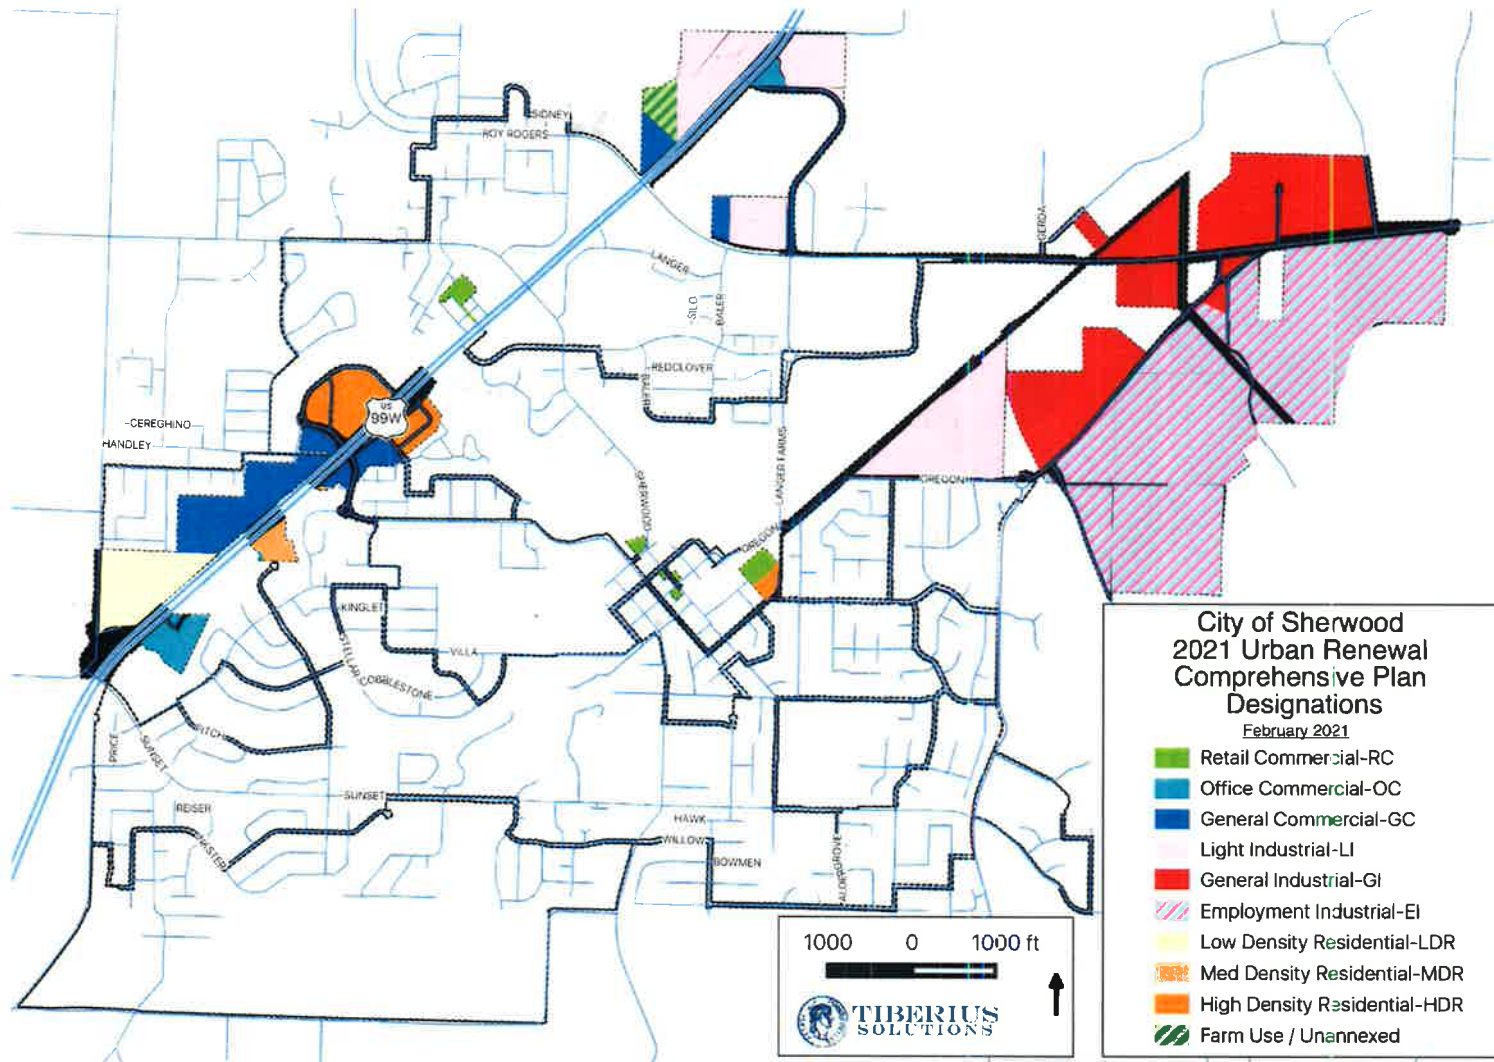 SIDNEY
ROY ROGERS
GERDA
LANGER
SILO
BALER
REDCLOVER
BALER
US
99W
CEREGHINO
HANDLEY
LANGER FARMS
OREGON
SHERWOOD
OREGON
KINGLET
STELLAR
VILLA
COBBLESTONE
PRICE
SUNSET
PITCH
REISER
SUNSET
HAWK
WILLOW
BOWMEN
ALDERGROVE
City of Sherwood
2021 Urban Renewal
Comprehensive Plan
Designations
February 2021
Retail Commercial-RC
Office Commercial-OC
General Commercial-GC
Light Industrial-LI
General Industrial-GI
Employment Industrial-EI
Low Density Residential-LDR
Med Density Residential-MDR
High Density Residential-HDR
Farm Use / Unannexed
1000 0 1000 ft
TIBERIUS
SOLUTIONS